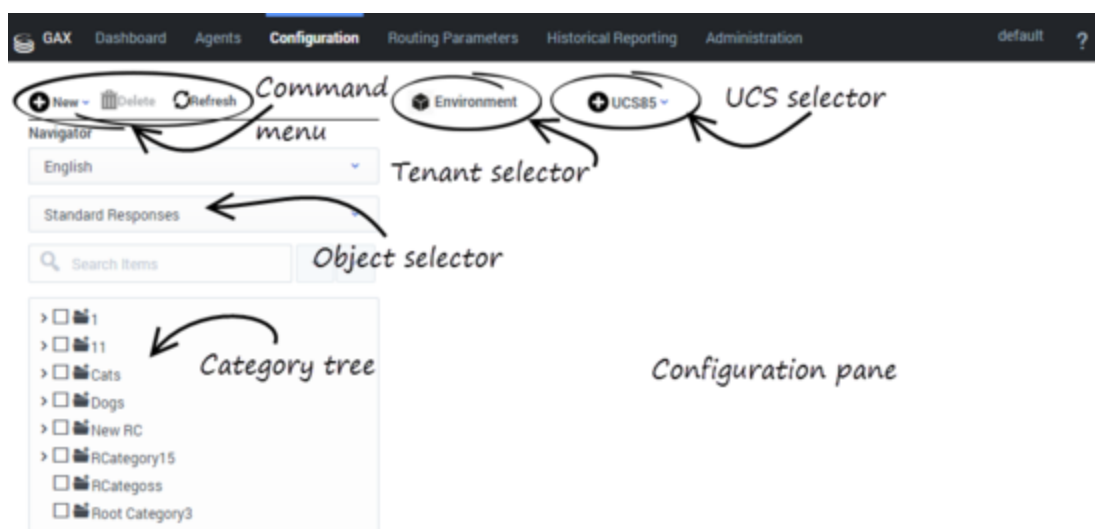 GAX Dashboard Agents Configuration Routing Parameters Historical Reporting Administration default ?
New Delete Refresh Command menu Environment UCS85 UCS selector
Navigator
English
Tenant selector
Standard Responses
Search Items
Object selector
1
11
Cats
Category tree
Configuration pane
Dogs
New RC
RCategory15
RCategoss
Root Category3